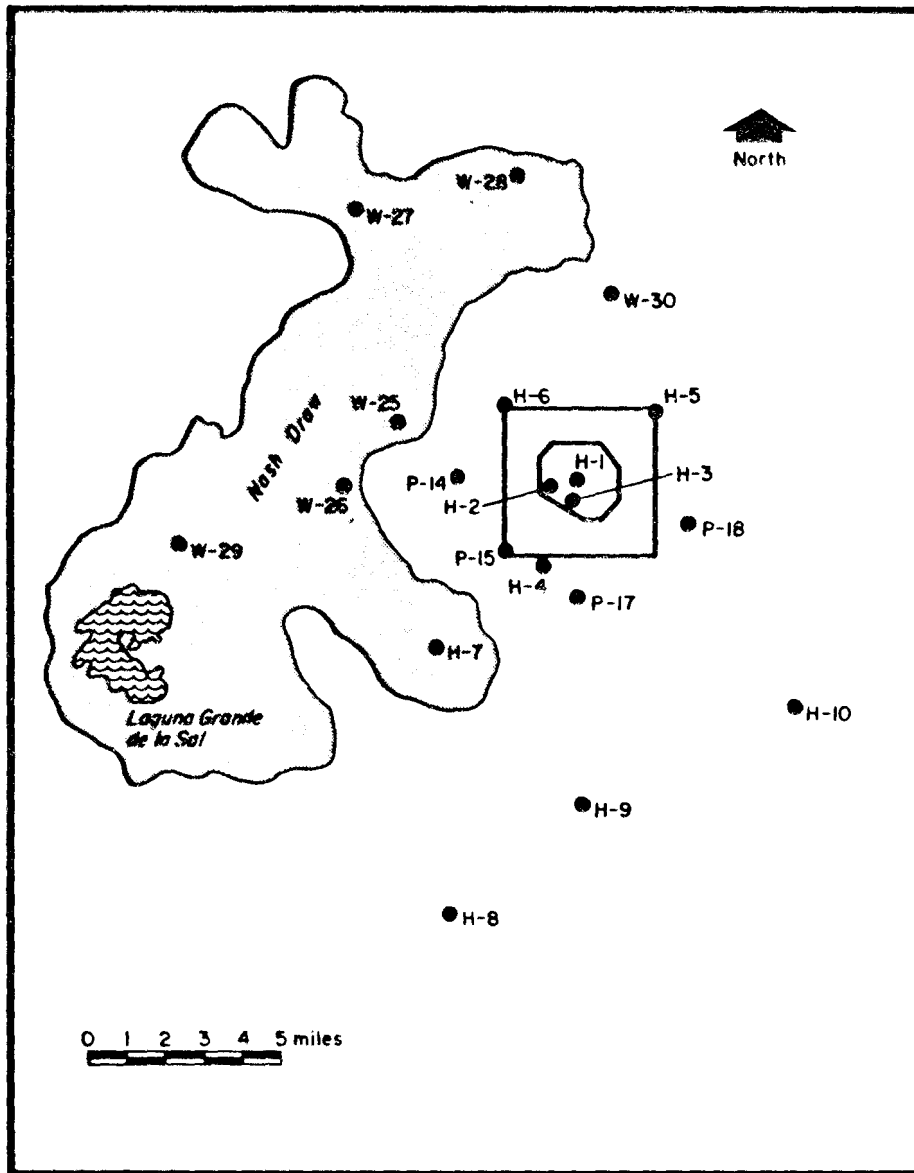 North
W-28
W-27
W-30
H-6
H-5
W-25
Nash Draw
H-1
P-14
H-3
H-2
W-26
P-18
W-29
P-15
H-4
P-17
H-7
Laguna Grande
de la Sal
H-10
H-9
H-8
0 1 2 3 4 5 miles